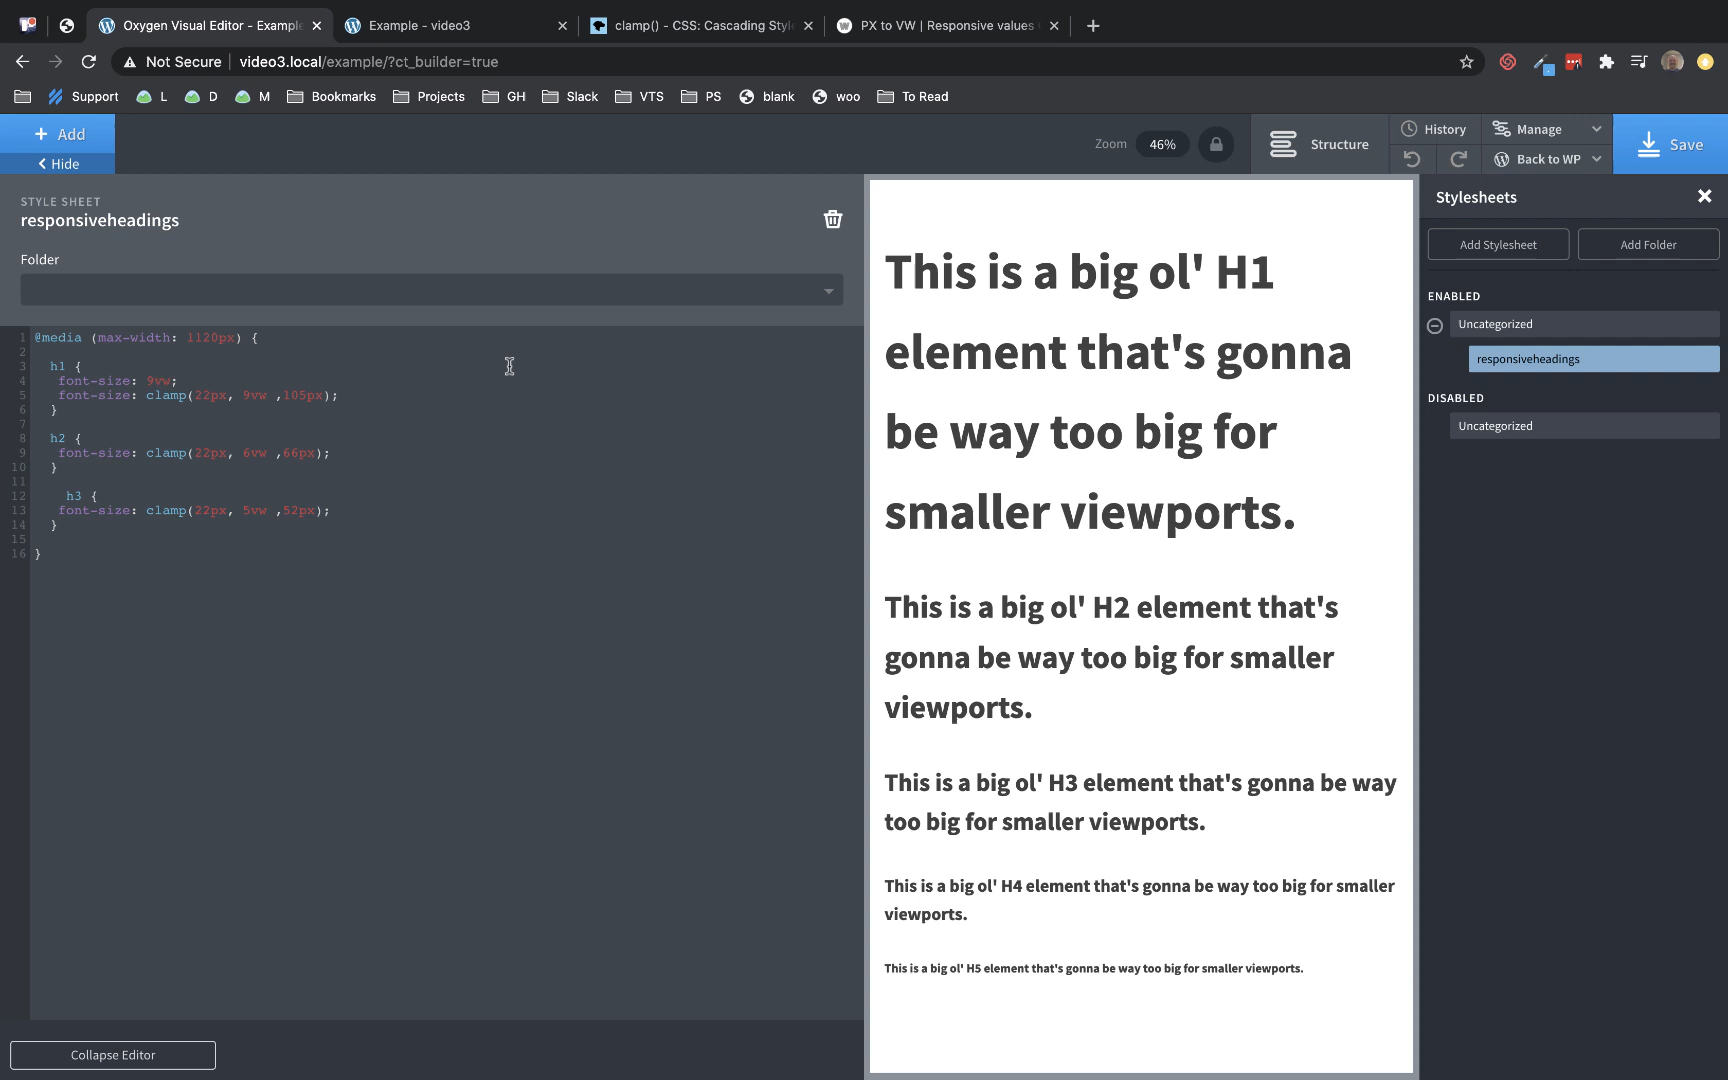 Oxygen Visual Editor - Example
Example - video3
clamp() - CSS: Cascading Styl
PX to VW | Responsive values
Not Secure
video3.local/example/?ct_builder=true
Support
L
D
M
Bookmarks
Projects
GH
Slack
VTS
PS
blank
woo
To Read
+ Add
Hide
Zoom
46%
Structure
History
Manage
Back to WP
Save
STYLE SHEET
responsiveheadings
Folder
1 @media (max-width: 1120px) {
2
3 h1 {
4 font-size: 9vw;
5 font-size: clamp(22px, 9vw ,105px);
6 }
7
8 h2 {
9 font-size: clamp(22px, 6vw ,66px);
10 }
11
12 h3 {
13 font-size: clamp(22px, 5vw ,52px);
14 }
15
16 }
Collapse Editor
This is a big ol' H1
element that's gonna
be way too big for
smaller viewports.
This is a big ol' H2 element that's
gonna be way too big for smaller
viewports.
This is a big ol' H3 element that's gonna be way
too big for smaller viewports.
This is a big ol' H4 element that's gonna be way too big for smaller
viewports.
This is a big ol' H5 element that's gonna be way too big for smaller viewports.
Stylesheets
Add Stylesheet
Add Folder
ENABLED
Uncategorized
responsiveheadings
DISABLED
Uncategorized